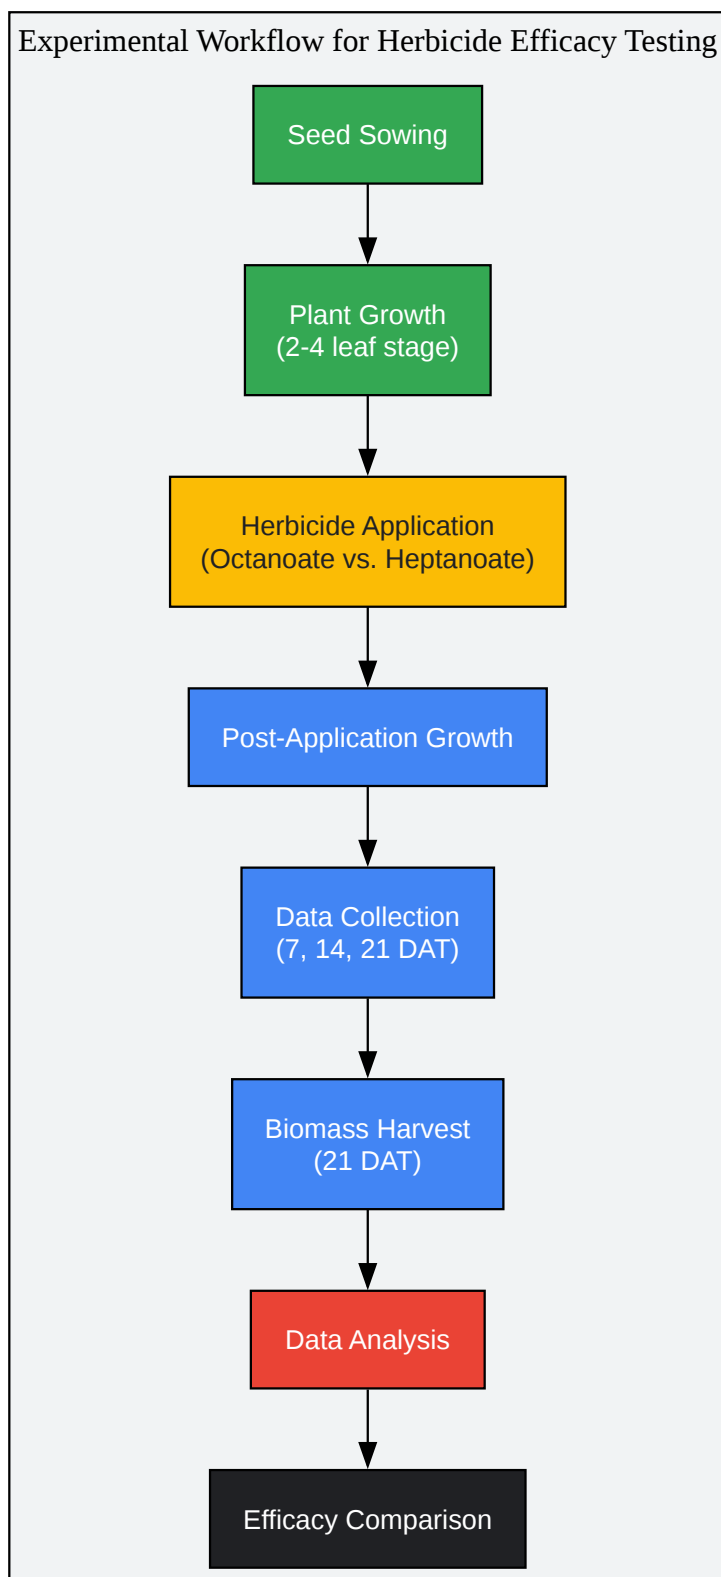 Experimental Workflow for Herbicide Efficacy Testing
Seed Sowing
Plant Growth
(2-4 leaf stage)
Herbicide Application
(Octanoate vs. Heptanoate)
Post-Application Growth
Data Collection
(7, 14, 21 DAT)
Biomass Harvest
(21 DAT)
Data Analysis
Efficacy Comparison